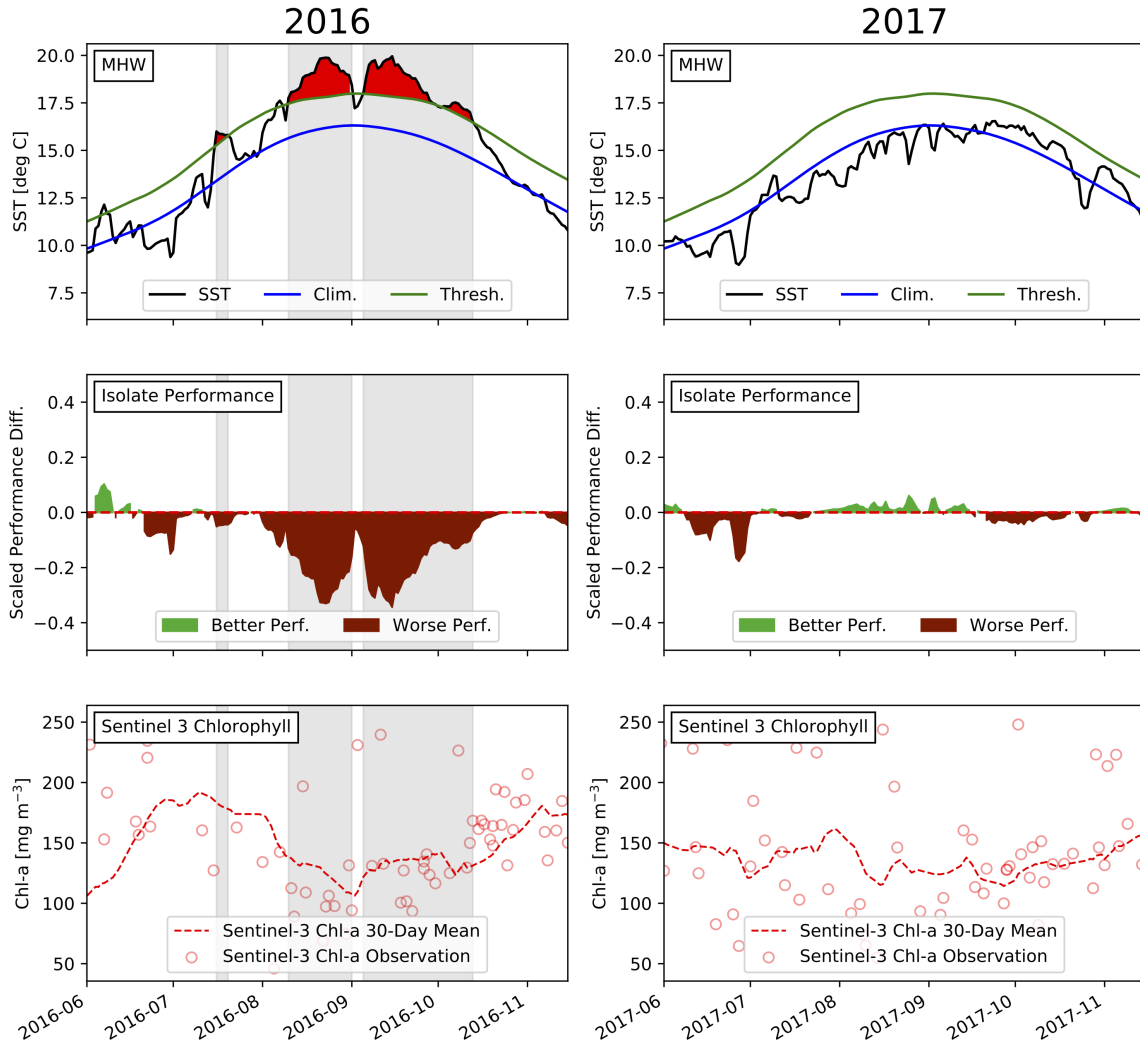 2016
2017
MHW
SST [deg C]
20.0
17.5
15.0
12.5
10.0
7.5
SST
Clim.
Thresh.
MHW
SST [deg C]
20.0
17.5
15.0
12.5
10.0
7.5
SST
Clim.
Thresh.
Isolate Performance
Scaled Performance Diff.
0.4
0.2
0.0
−0.2
−0.4
Better Perf.
Worse Perf.
Isolate Performance
Scaled Performance Diff.
0.4
0.2
0.0
−0.2
−0.4
Better Perf.
Worse Perf.
Sentinel 3 Chlorophyll
Chl-a [mg m⁻³]
250
200
150
100
50
Sentinel-3 Chl-a 30-Day Mean
Sentinel-3 Chl-a Observation
2016-06
2016-07
2016-08
2016-09
2016-10
2016-11
Sentinel 3 Chlorophyll
Chl-a [mg m⁻³]
250
200
150
100
50
Sentinel-3 Chl-a 30-Day Mean
Sentinel-3 Chl-a Observation
2017-06
2017-07
2017-08
2017-09
2017-10
2017-11